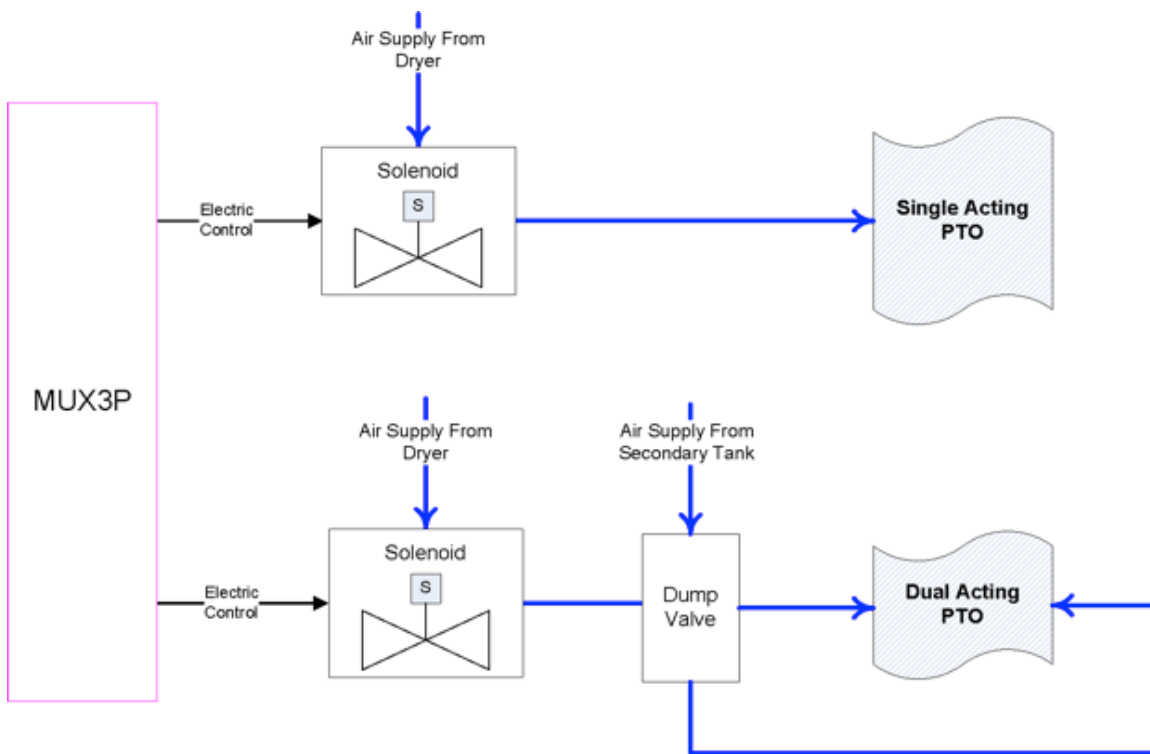 Air Supply From
Dryer
Solenoid
S
Electric
Control
Single Acting
PTO
MUX3P
Air Supply From
Dryer
Air Supply From
Secondary Tank
Solenoid
S
Electric
Control
Dump
Valve
Dual Acting
PTO